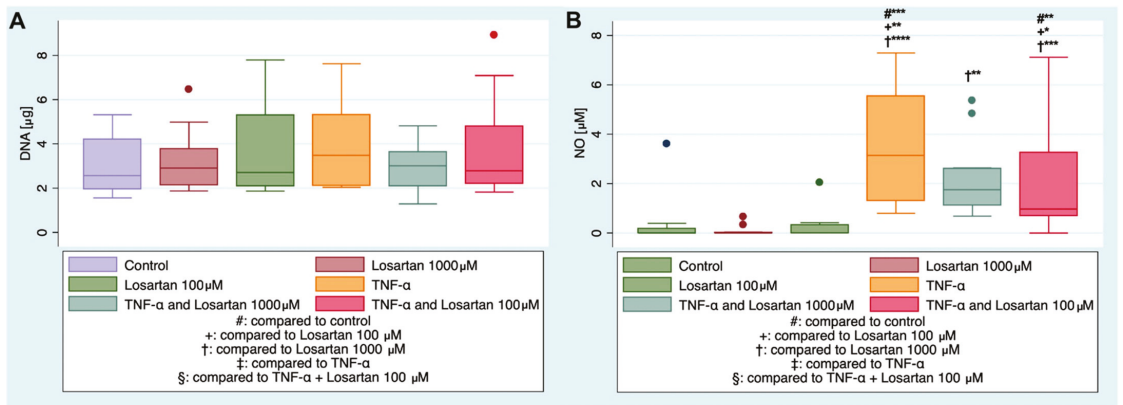 A
DNA [µg]
8
6
4
2
0
Control
Losartan 1000µM
Losartan 100µM
TNF-α
TNF-α and Losartan 1000µM
TNF-α and Losartan 100µM
#: compared to control
+: compared to Losartan 100 µM
†: compared to Losartan 1000 µM
‡: compared to TNF-α
§: compared to TNF-α + Losartan 100 µM
B
NO [µM]
8
6
4
2
0
#***
+**
†****
†**
#**
+*
†***
Control
Losartan 1000µM
Losartan 100µM
TNF-α
TNF-α and Losartan 1000µM
TNF-α and Losartan 100µM
#: compared to control
+: compared to Losartan 100 µM
†: compared to Losartan 1000 µM
‡: compared to TNF-α
§: compared to TNF-α + Losartan 100 µM